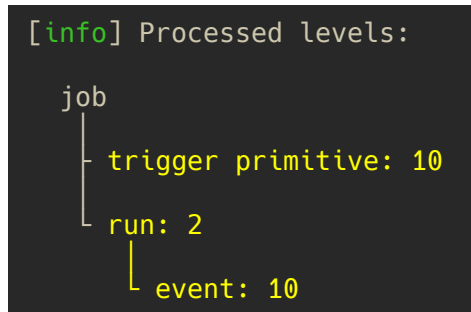 [info] Processed levels:
job
trigger primitive: 10
run: 2
event: 10